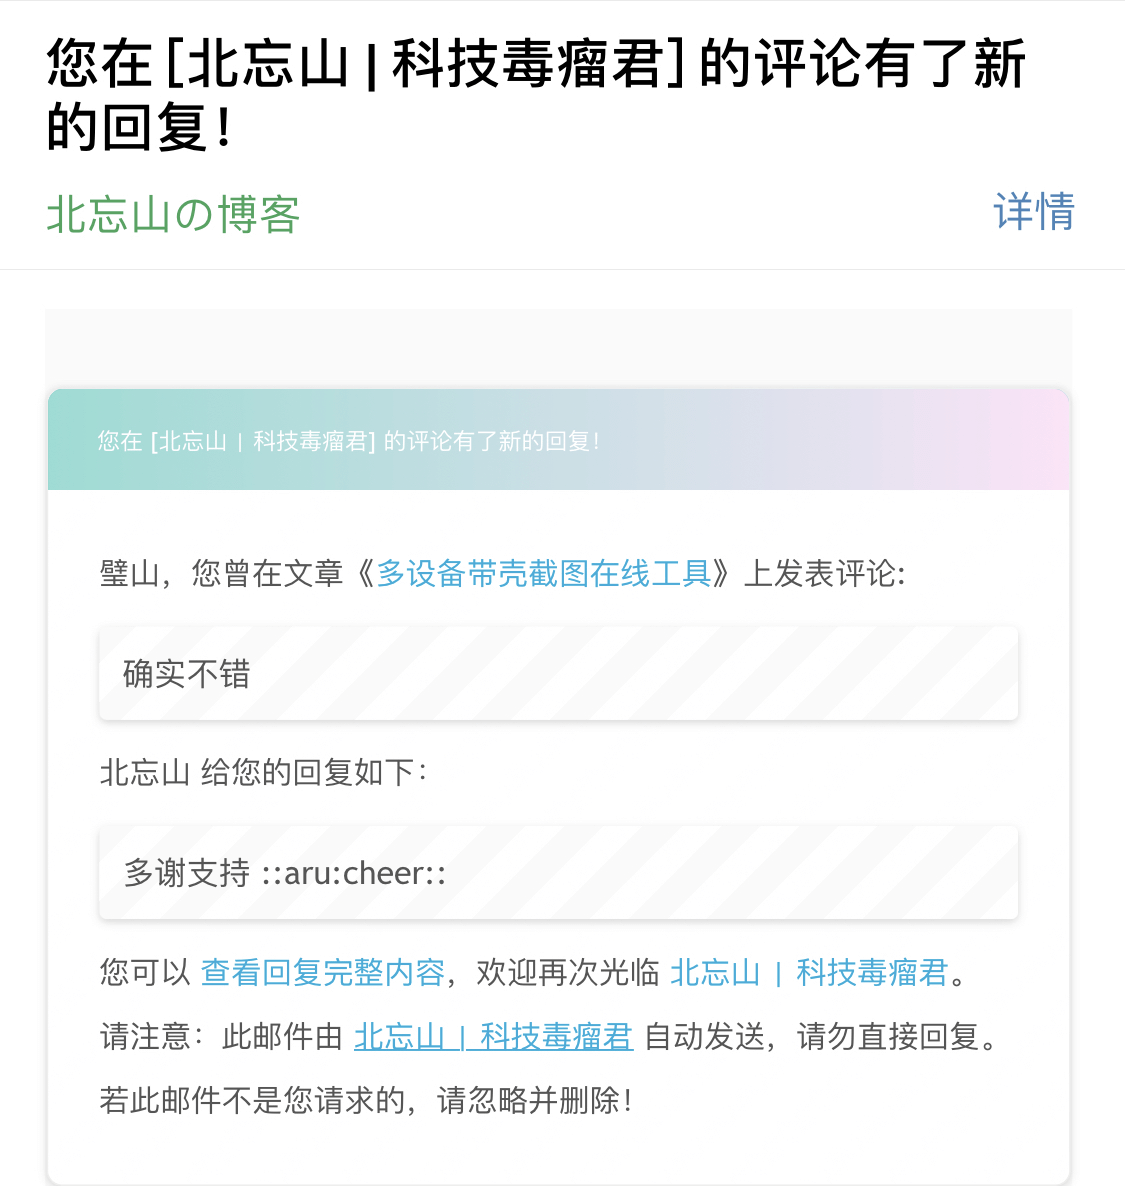 您在[北忘山|科技毒瘤君]的评论有了新
的回复！
北忘山の博客
详情
您在 [北忘山 | 科技毒瘤君] 的评论有了新的回复！
璧山，您曾在文章《多设备带壳截图在线工具》上发表评论:
确实不错
北忘山 给您的回复如下：
多谢支持 ::aru:cheer::
您可以 查看回复完整内容，欢迎再次光临 北忘山 | 科技毒瘤君。
请注意：此邮件由 北忘山 | 科技毒瘤君 自动发送，请勿直接回复。
若此邮件不是您请求的，请忽略并删除！